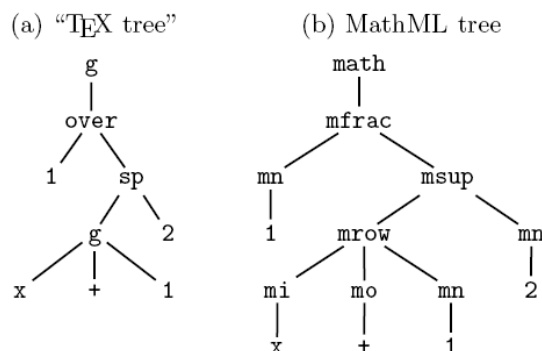 (a) “TEX tree” (b) MathML tree
g math
over mfrac
1 sp mn msup
g 2 1 mrow mn
x + 1 mi mo mn 2
x + 1